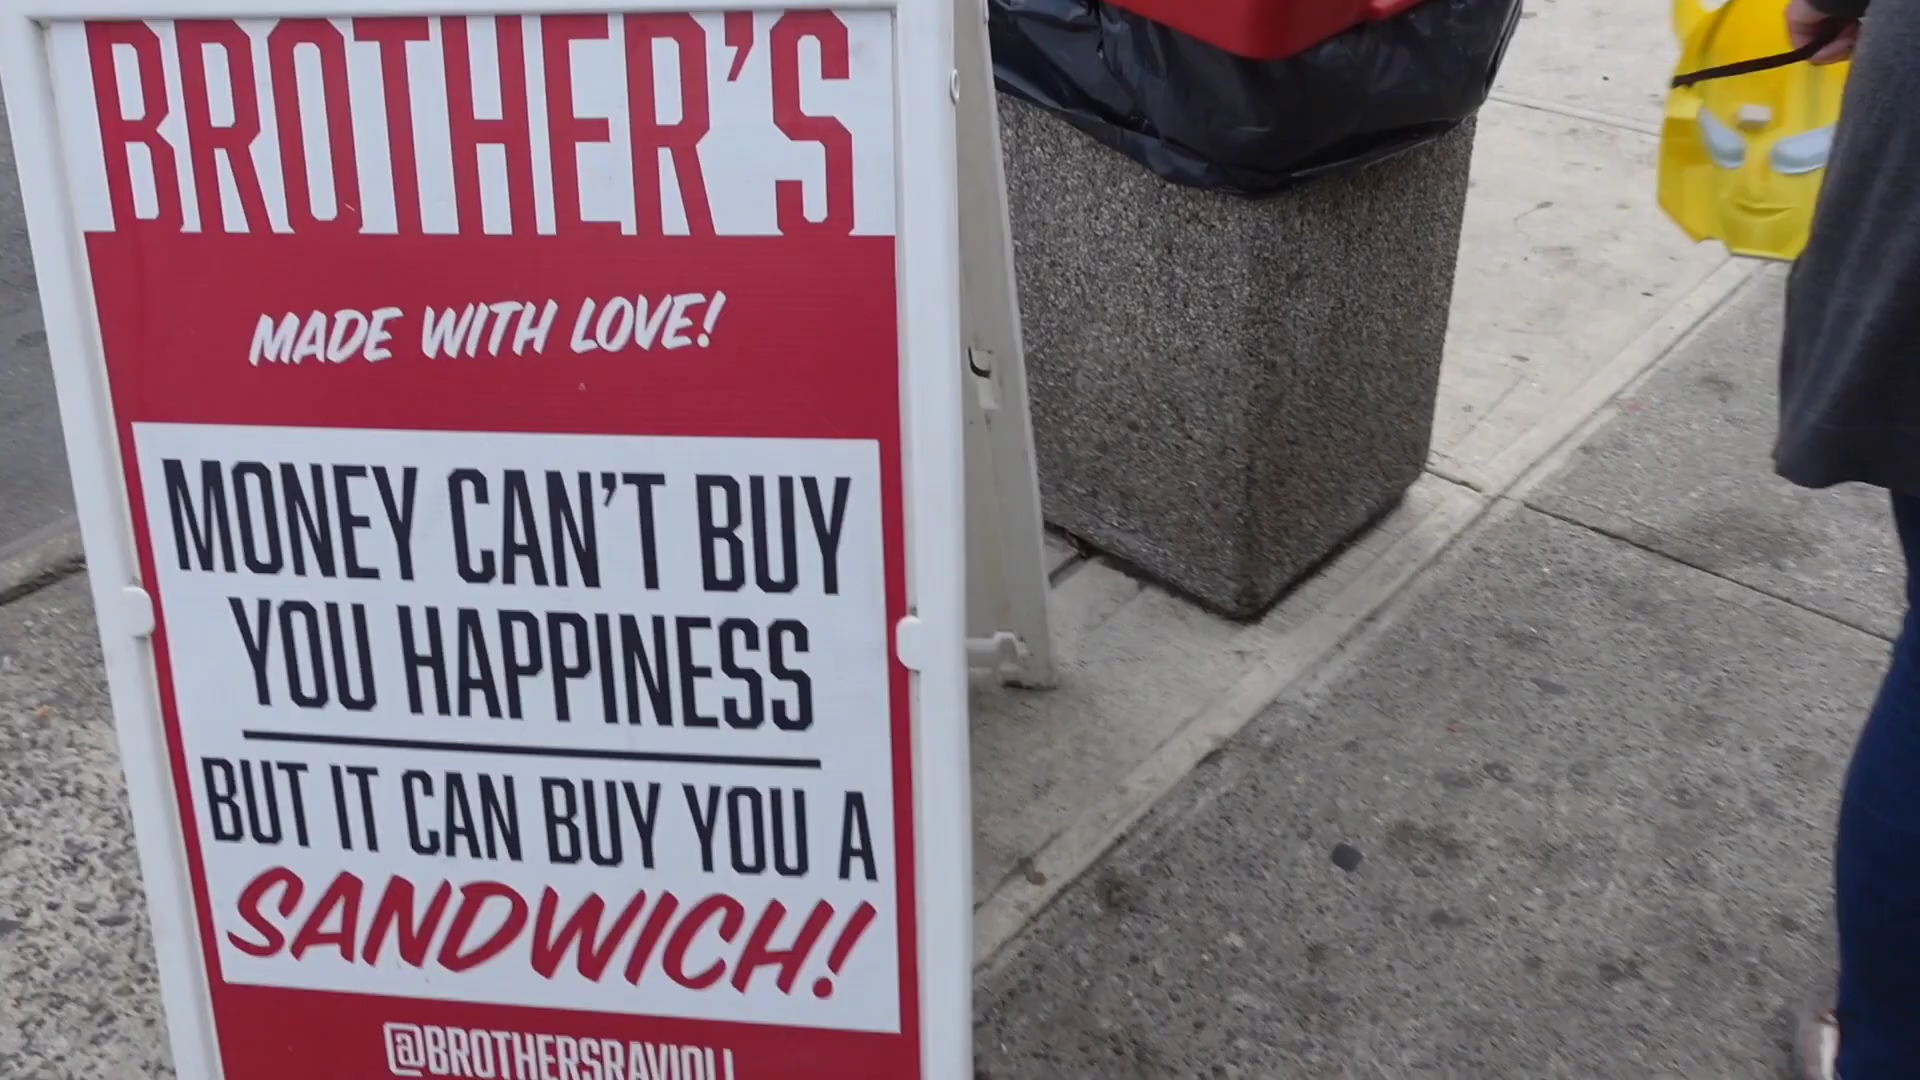 BROTHER'S
MADE WITH LOVE!
MONEY CAN'T BUY
YOU HAPPINESS
BUT IT CAN BUY YOU A
SANDWICH!
@BROTHERSRAVIOLI